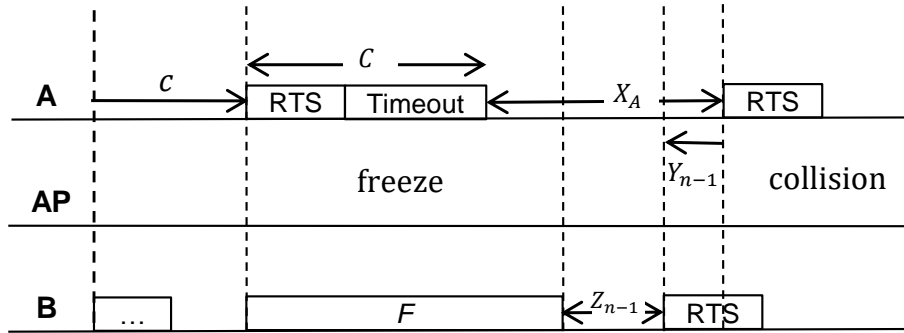 C
c
A
RTS
Timeout
X_A
RTS
Y_{n-1}
freeze
collision
AP
B
...
F
Z_{n-1}
RTS